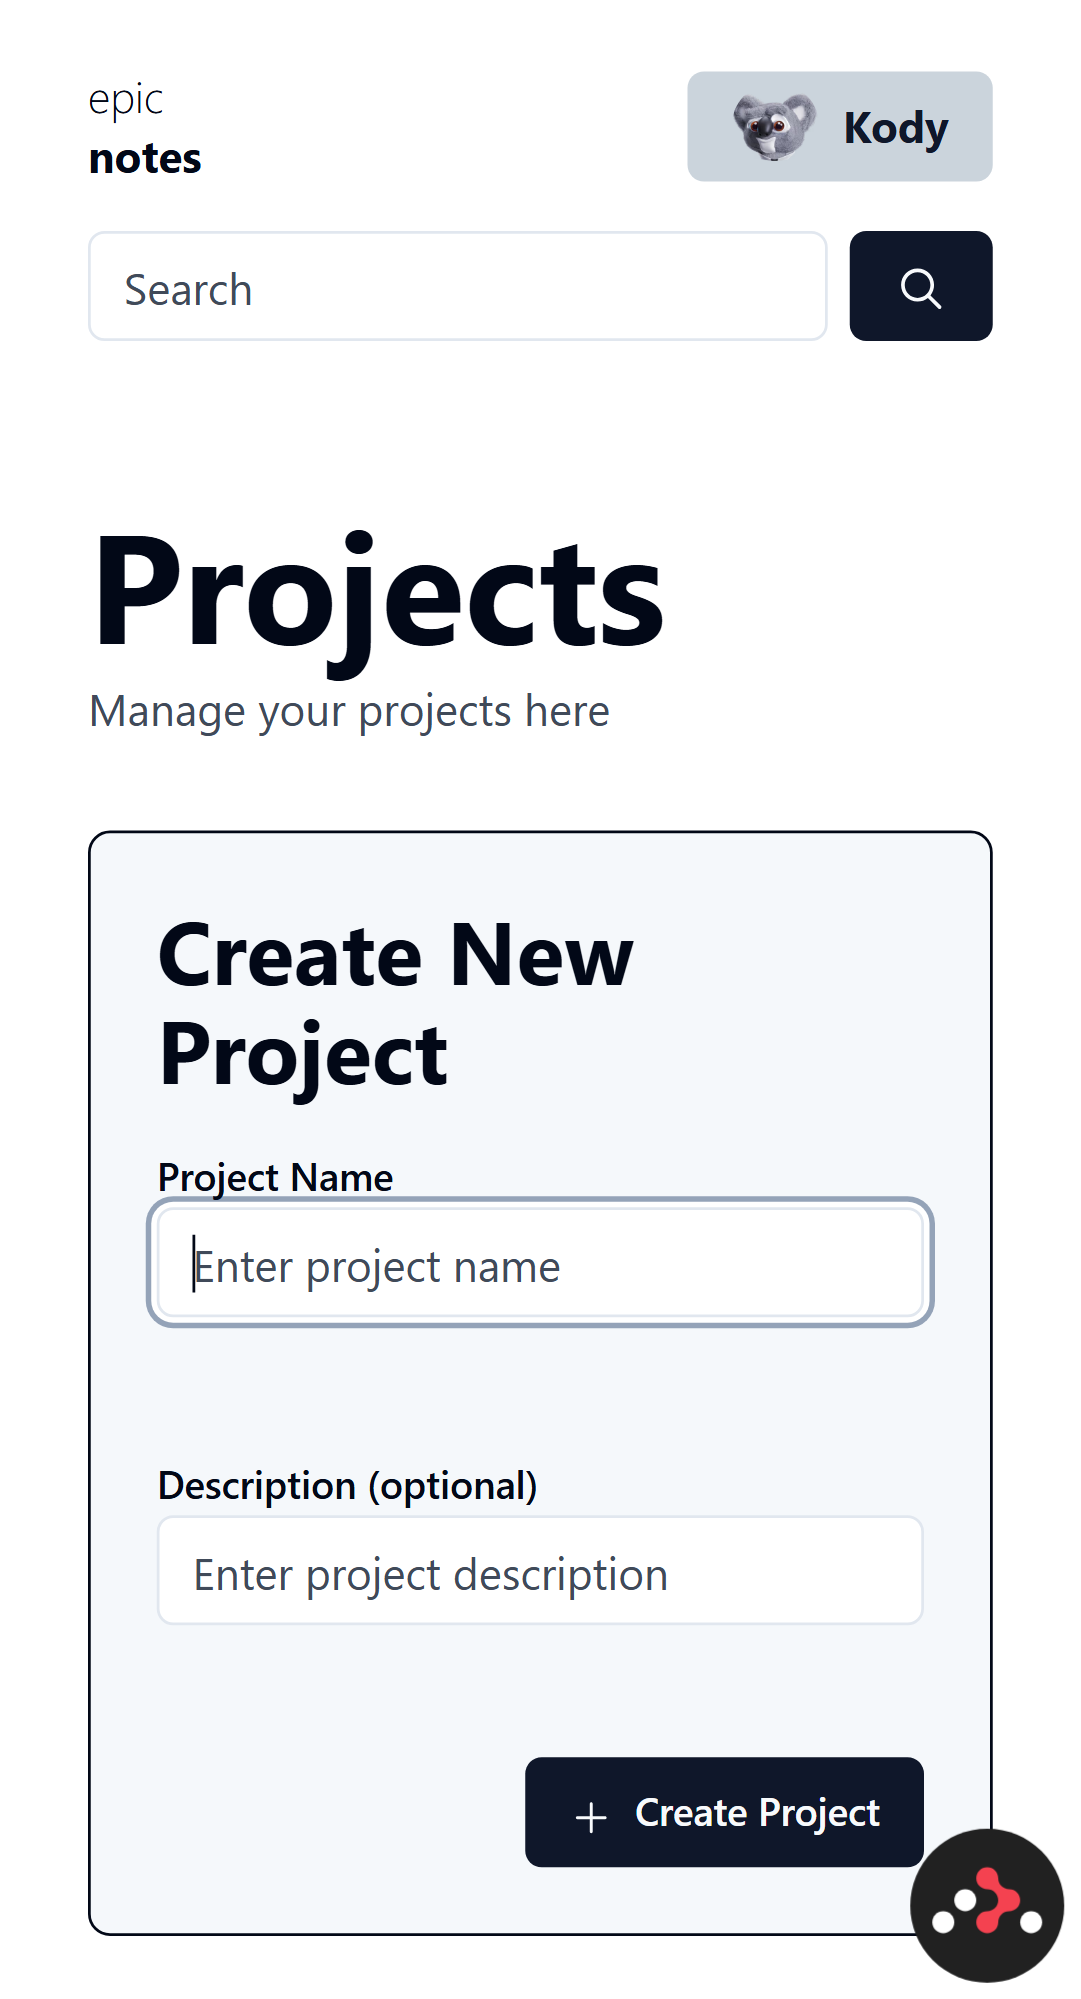 epic
notes
Kody
Search
Projects
Manage your projects here
Create New
Project
Project Name
Enter project name
Description (optional)
Enter project description
Create Project